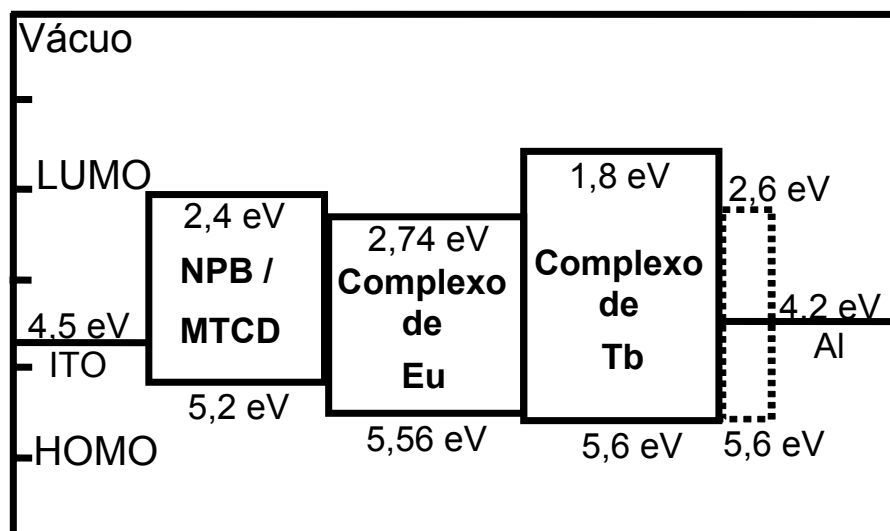 Vácuo
LUMO
4,5 eV
ITO
HOMO
2,4 eV
NPB /
MTCD
5,2 eV
2,74 eV
Complexo
de
Eu
5,56 eV
1,8 eV
Complexo
de
Tb
5,6 eV
2,6 eV
5,6 eV
4,2 eV
Al